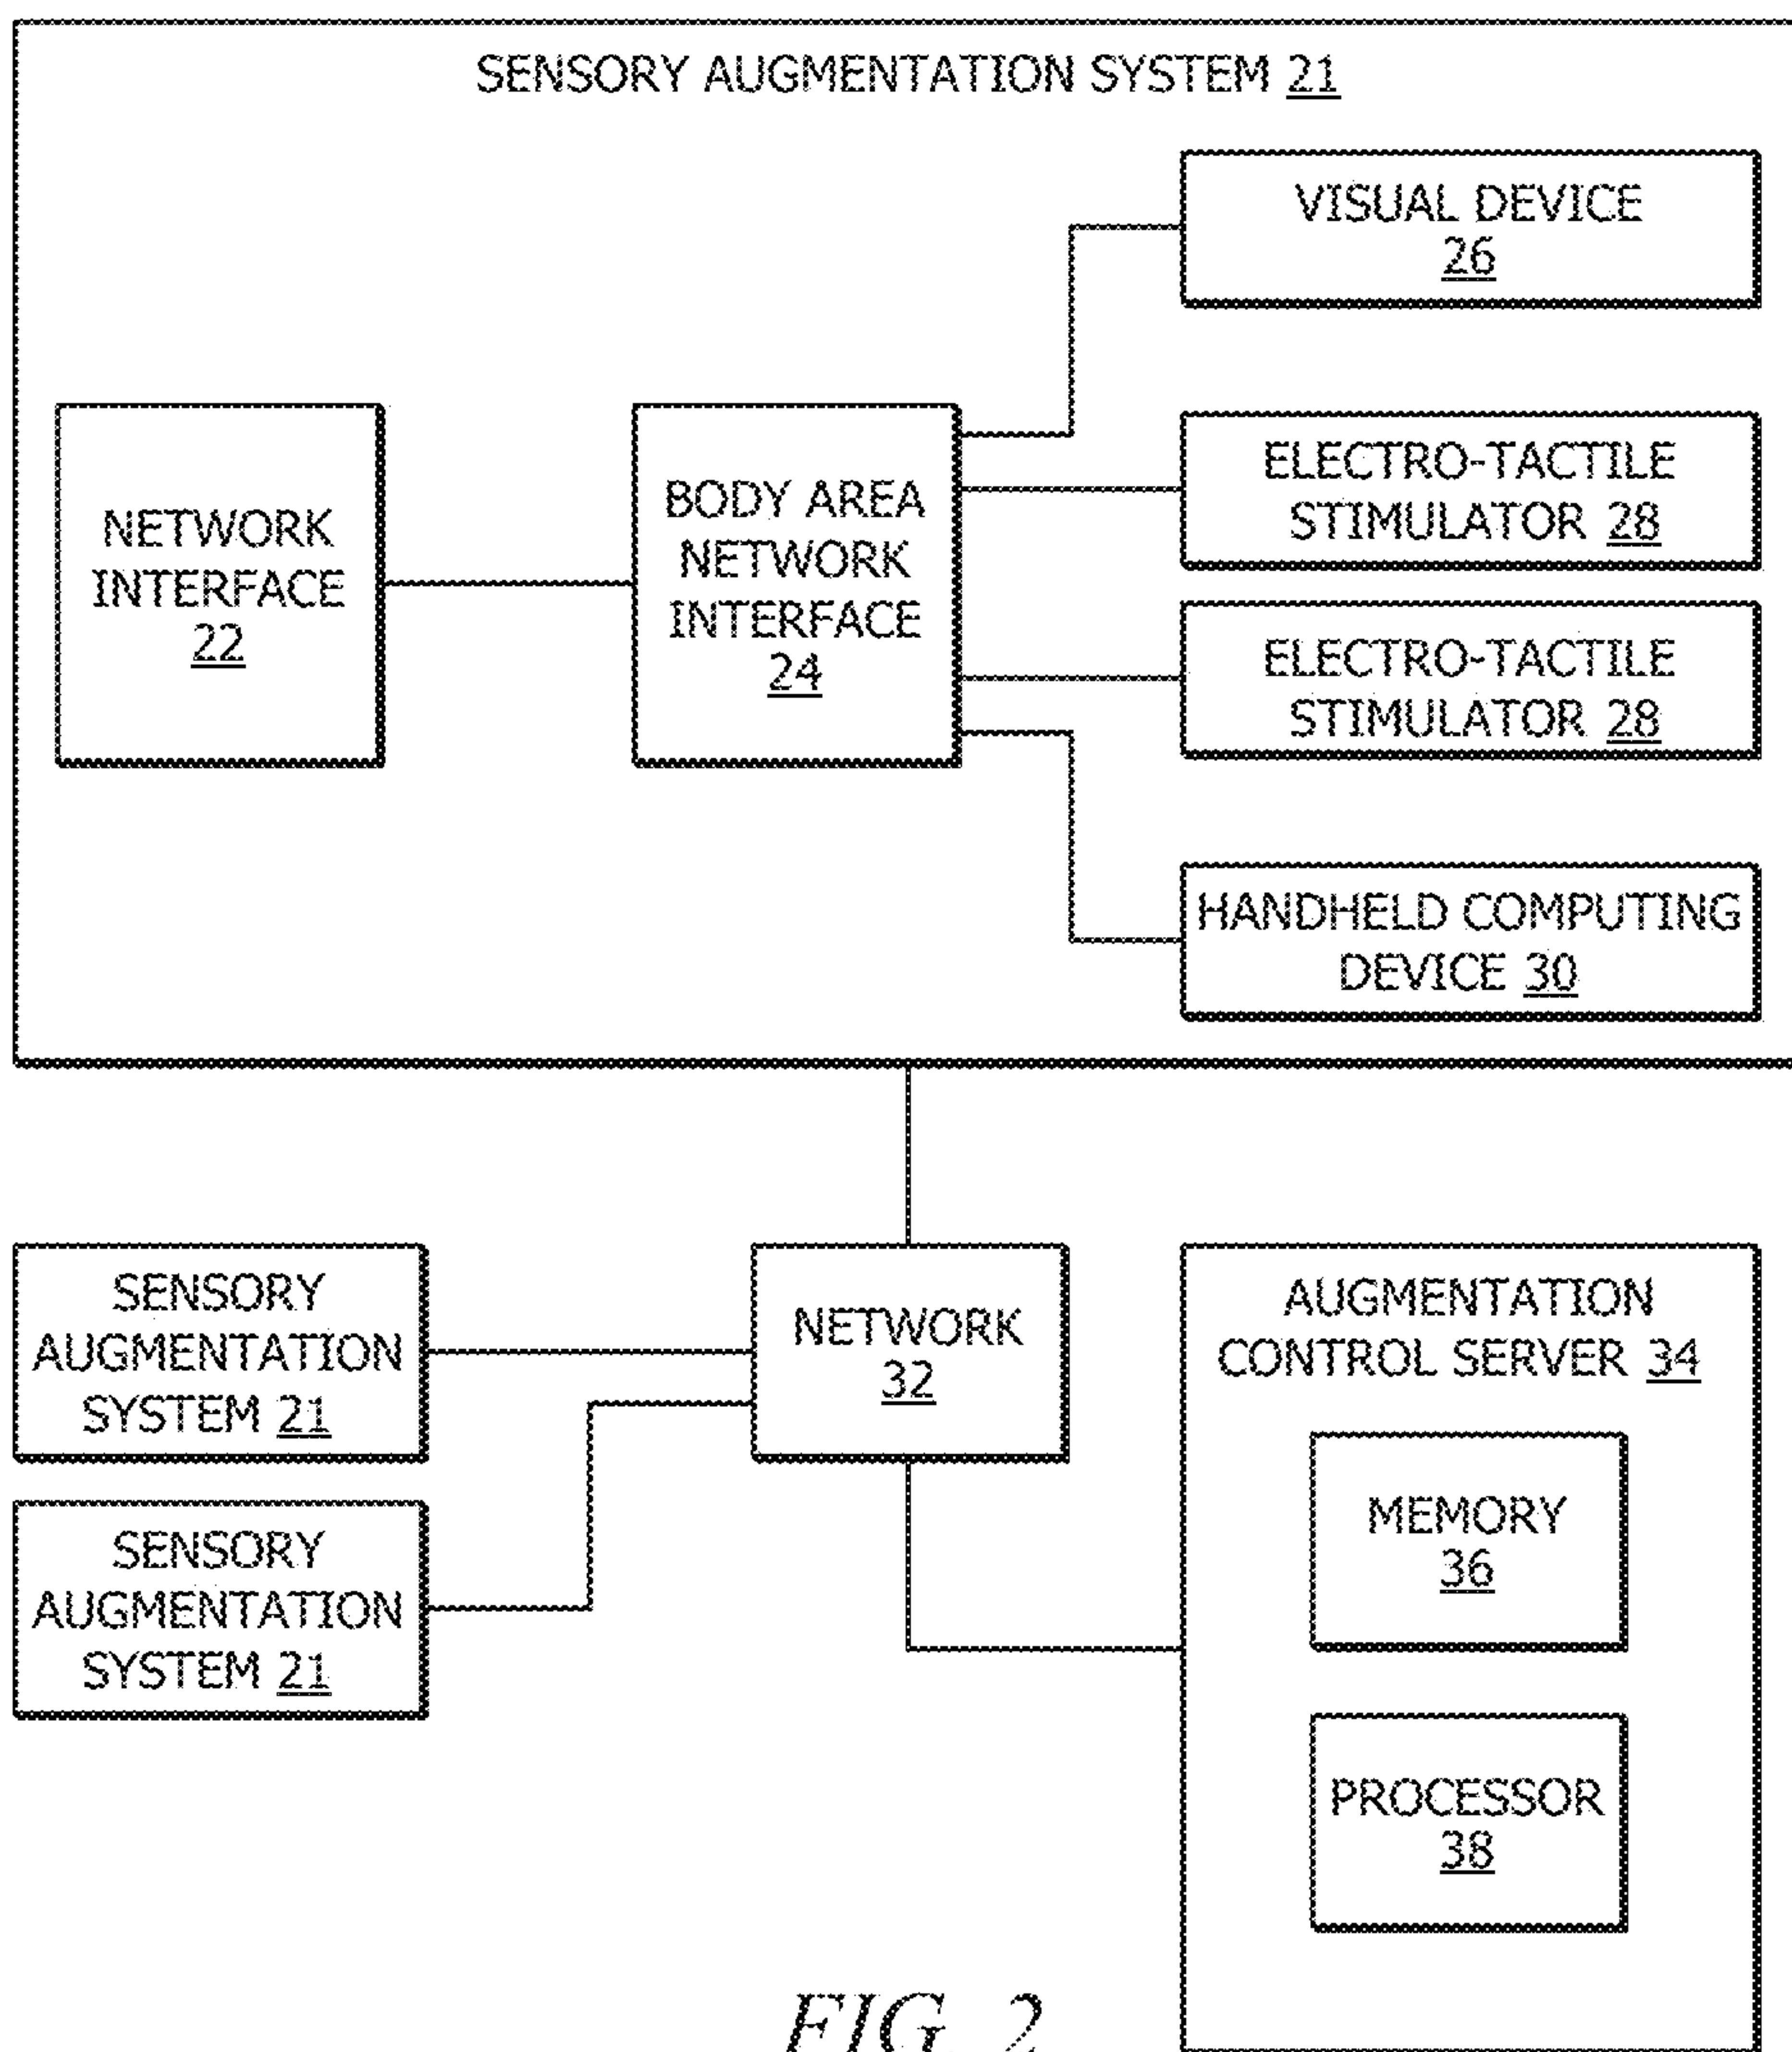 SENSORY AUGMENTATION SYSTEM 21
VISUAL DEVICE
26
NETWORK
INTERFACE
22
BODY AREA
NETWORK
INTERFACE
24
ELECTRO-TACTILE
STIMULATOR 28
ELECTRO-TACTILE
STIMULATOR 28
HANDHELD COMPUTING
DEVICE 30
SENSORY
AUGMENTATION
SYSTEM 21
NETWORK
32
SENSORY
AUGMENTATION
SYSTEM 21
AUGMENTATION
CONTROL SERVER 34
MEMORY
36
PROCESSOR
38
FIG. 2